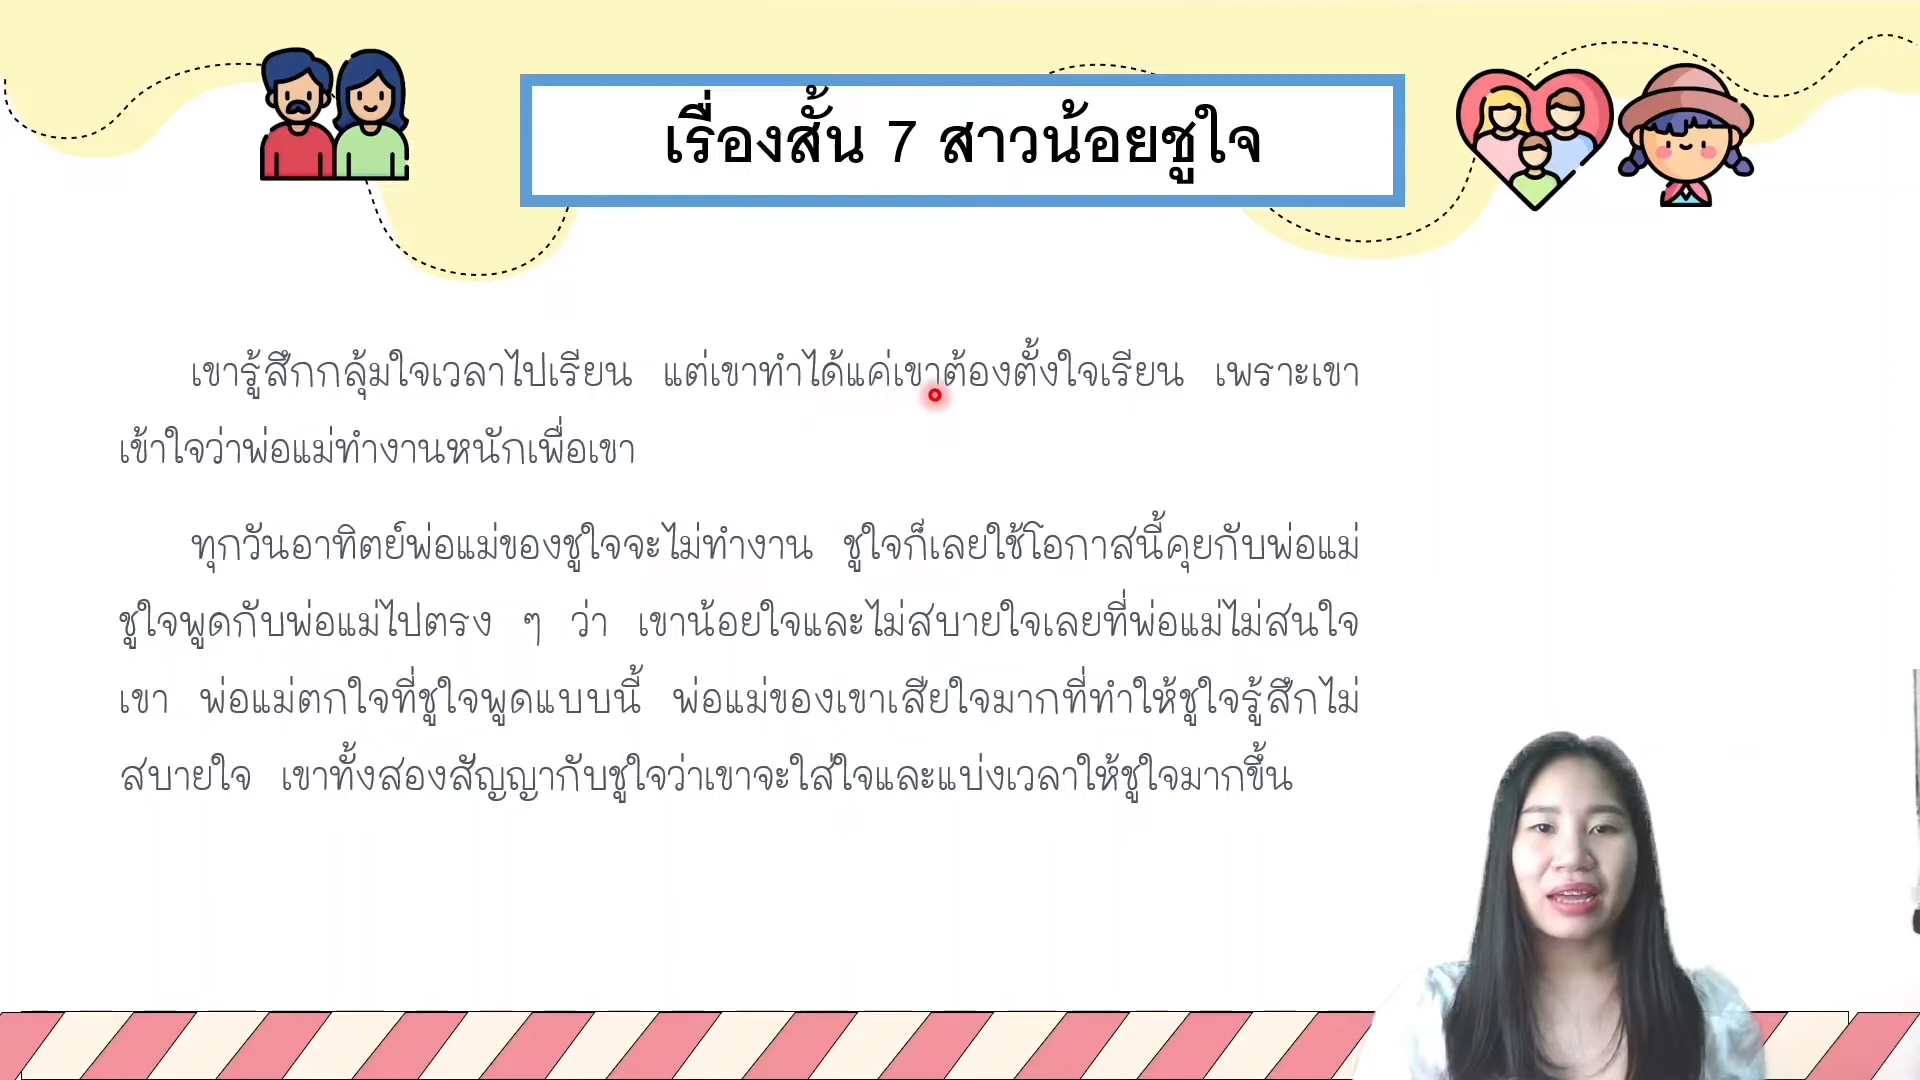 เรื่องสั้น 7 สาวน้อยชูใจ
เขารู้สึกกลุ้มใจเวลาไปเรียน แต่เขาทำได้แค่เขาต้องตั้งใจเรียน เพราะเขา
เข้าใจว่าพ่อแม่ทำงานหนักเพื่อเขา
ทุกวันอาทิตย์พ่อแม่ของชูใจจะไม่ทำงาน ชูใจก็เลยใช้โอกาสนี้คุยกับพ่อแม่
ชูใจพูดกับพ่อแม่ไปตรง ๆ ว่า เขาน้อยใจและไม่สบายใจเลยที่พ่อแม่ไม่สนใจ
เขา พ่อแม่ตกใจที่ชูใจพูดแบบนี้ พ่อแม่ของเขาเสียใจมากที่ทำให้ชูใจรู้สึกไม่
สบายใจ เขาทั้งสองสัญญากับชูใจว่าเขาจะใส่ใจและแบ่งเวลาให้ชูใจมากขึ้น